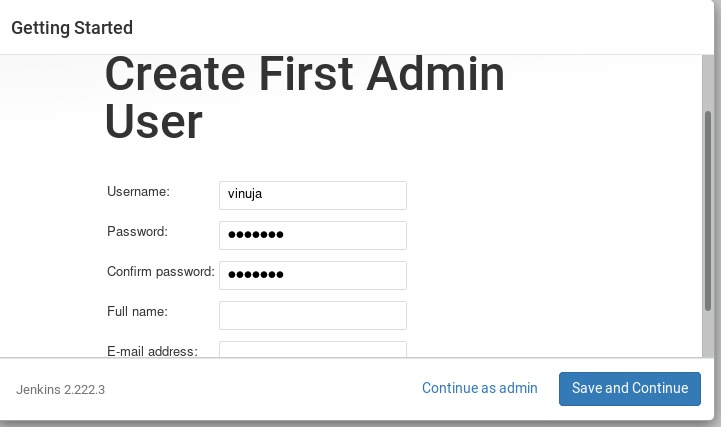 Getting Started
Create First Admin
User
Username: vinuja
Password: •••••••
Confirm password: •••••••
Full name:
E-mail address:
Jenkins 2.222.3 Continue as admin Save and Continue